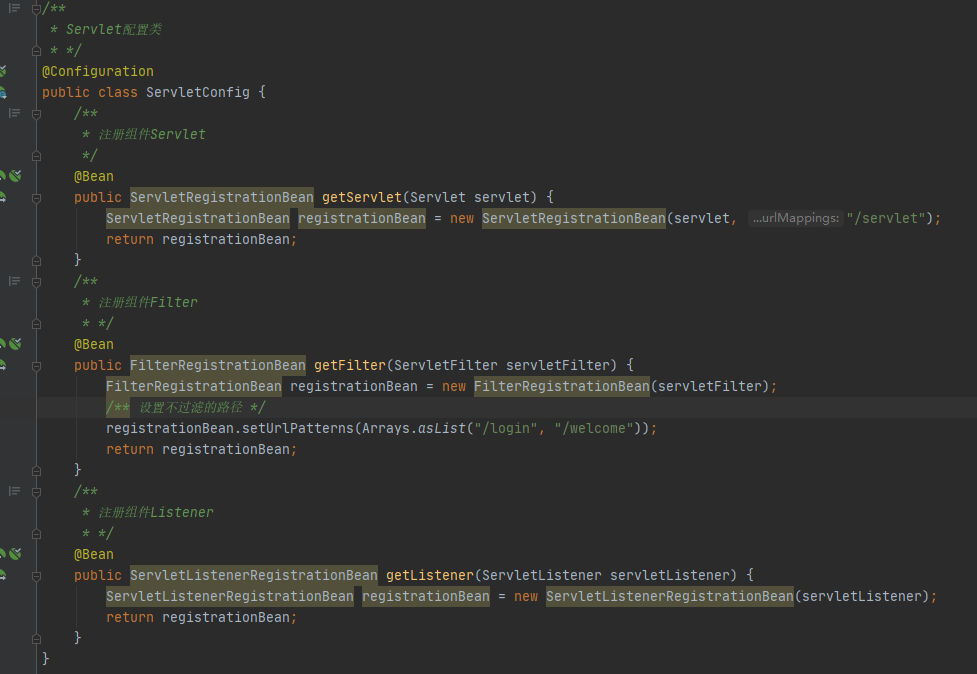 /**
 * Servlet配置类
 * */
@Configuration
public class ServletConfig {
    /**
     * 注册组件Servlet
     */
    @Bean
    public ServletRegistrationBean getServlet(Servlet servlet) {
        ServletRegistrationBean registrationBean = new ServletRegistrationBean(servlet, ...urlMappings: "/servlet");
        return registrationBean;
    }
    /**
     * 注册组件Filter
     * */
    @Bean
    public FilterRegistrationBean getFilter(ServletFilter servletFilter) {
        FilterRegistrationBean registrationBean = new FilterRegistrationBean(servletFilter);
        /** 设置不过滤的路径 */
        registrationBean.setUrlPatterns(Arrays.asList("/login", "/welcome"));
        return registrationBean;
    }
    /**
     * 注册组件Listener
     * */
    @Bean
    public ServletListenerRegistrationBean getListener(ServletListener servletListener) {
        ServletListenerRegistrationBean registrationBean = new ServletListenerRegistrationBean(servletListener);
        return registrationBean;
    }
}